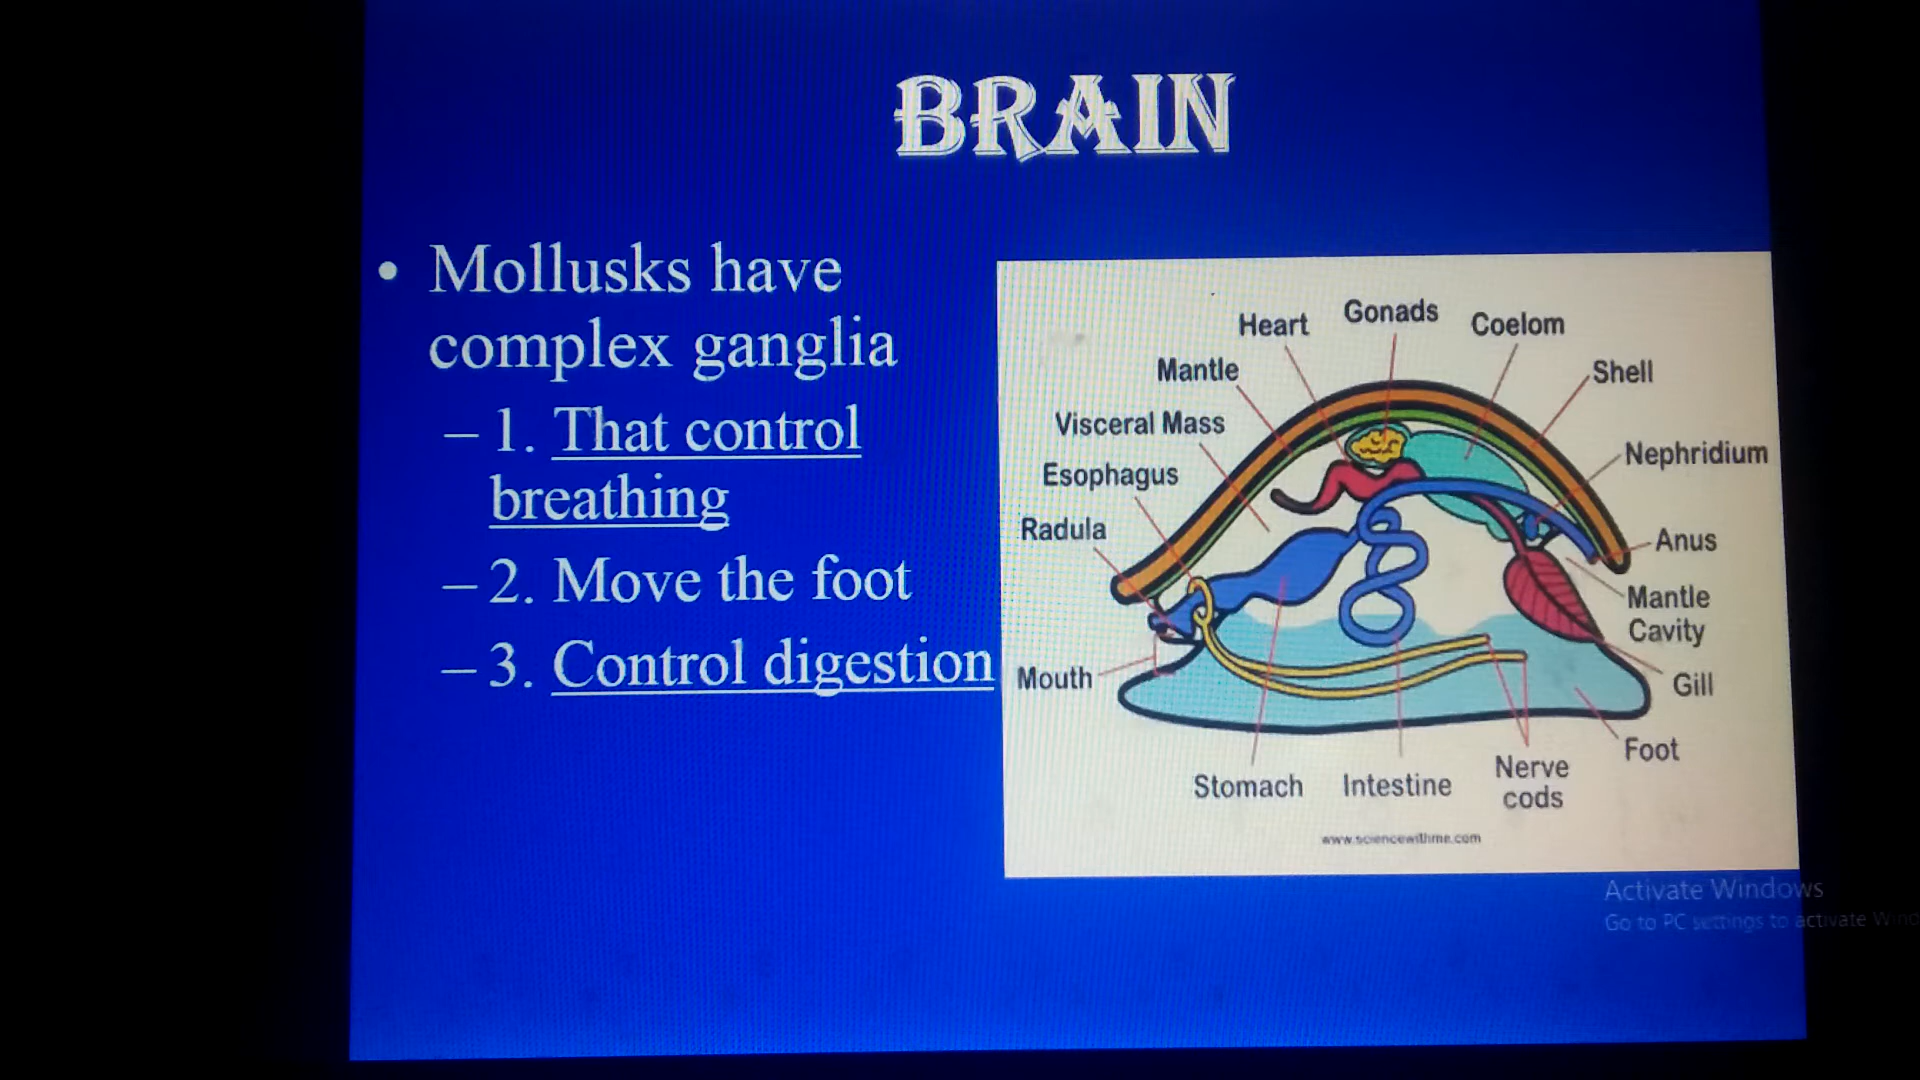 BRAIN
• Mollusks have
complex ganglia
– 1. That control
breathing
– 2. Move the foot
– 3. Control digestion
Heart
Gonads
Coelom
Mantle
Shell
Visceral Mass
Nephridium
Esophagus
Radula
Anus
Mantle
Cavity
Mouth
Gill
Foot
Stomach
Intestine
Nerve
cods
www.sciencewithme.com
Activate Windows
Go to PC settings to activate